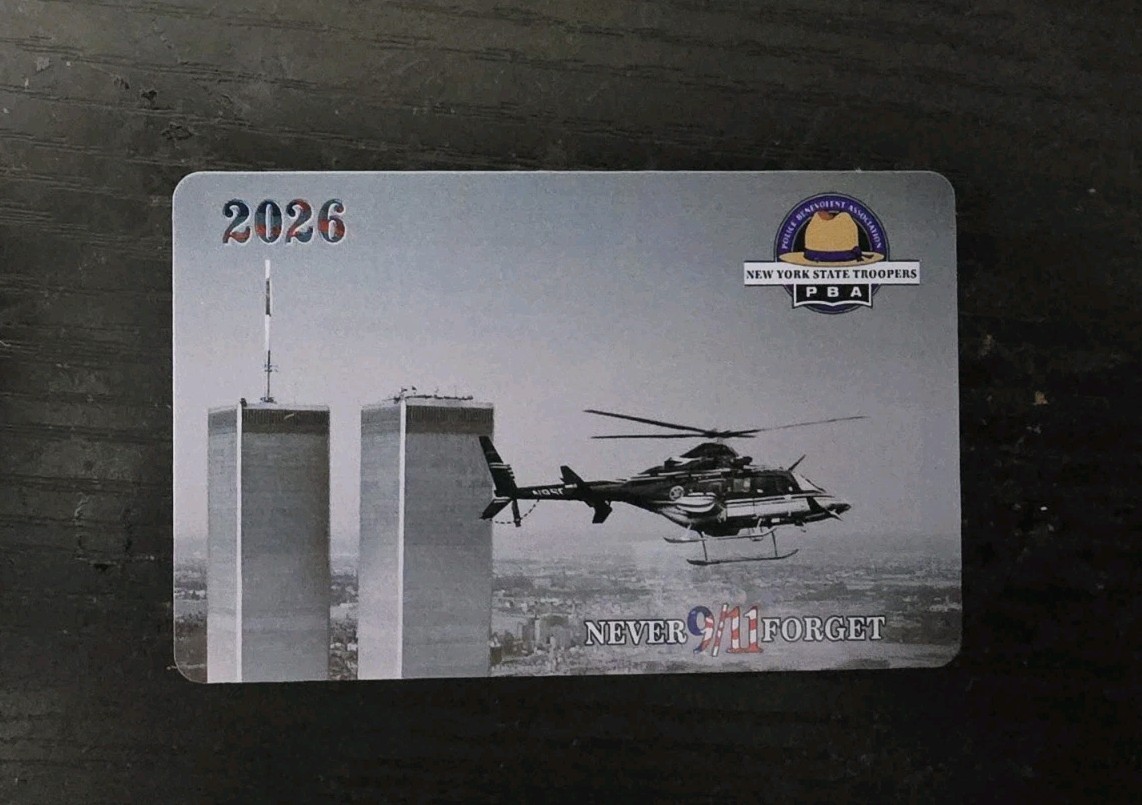 2026
POLICE BENEVOLENT ASSOCIATION
NEW YORK STATE TROOPERS
PBA
NEVER 9/11 FORGET